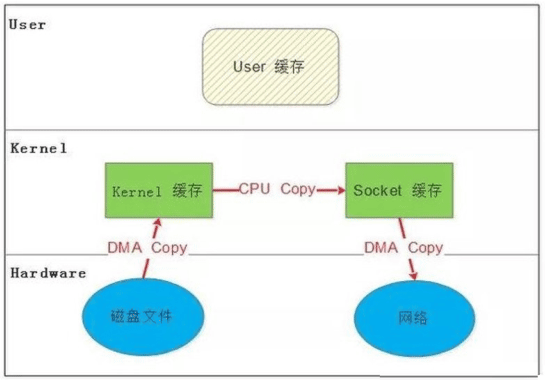 User
User 缓存
Kernel
Kernel 缓存
CPU Copy
Socket 缓存
DMA Copy
DMA Copy
Hardware
磁盘文件
网络